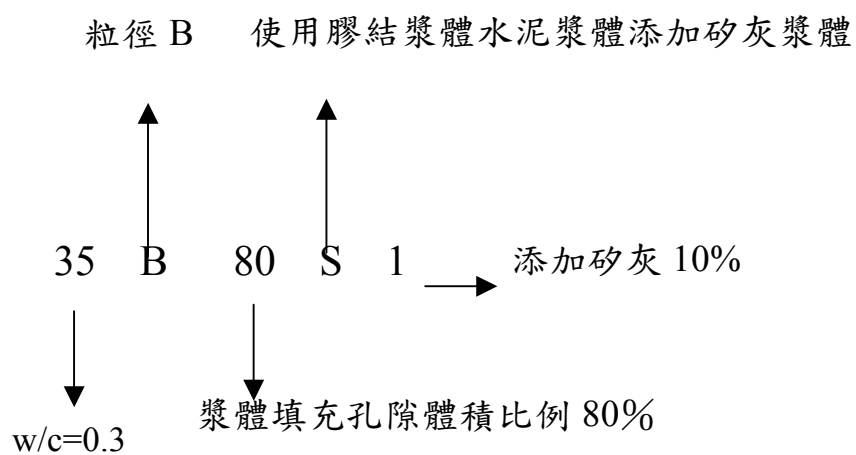 粒徑 B 使用膠結漿體水泥漿體添加矽灰漿體
35 B 80 S 1 添加矽灰 10%
漿體填充孔隙體積比例 80%
w/c=0.3